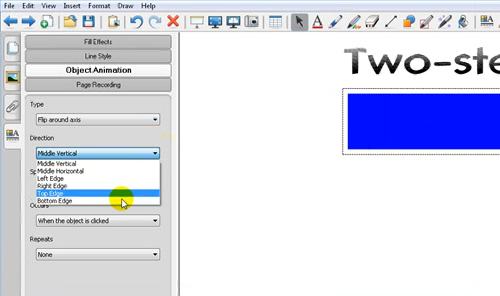 File Edit View Insert Format Draw Help
Fill Effects
Line Style
Object Animation
Page Recording
Type
Flip around axis
Direction
Middle Vertical
Middle Vertical
Middle Horizontal
Left Edge
Right Edge
Top Edge
Bottom Edge
Occurs
When the object is clicked
Repeats
None
Two-ste